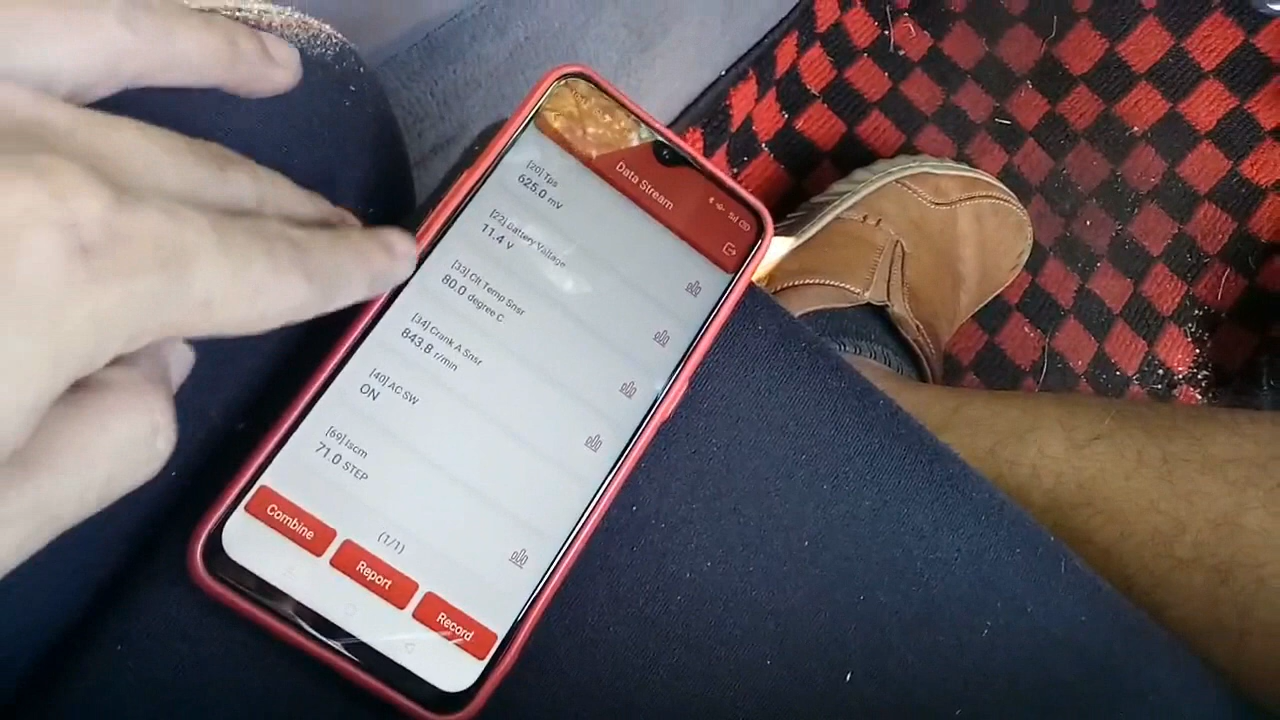 Data Stream
[20] Tps
625.0 mV
[22] Battery Valtage
11.4 V
[33] Clt Temp Snsr
80.0 degree C
[34] Crank A Snsr
843.8 r/min
[40] AC SW
ON
[69] Iscm
71.0 STEP
(1/1)
Combine
Report
Record